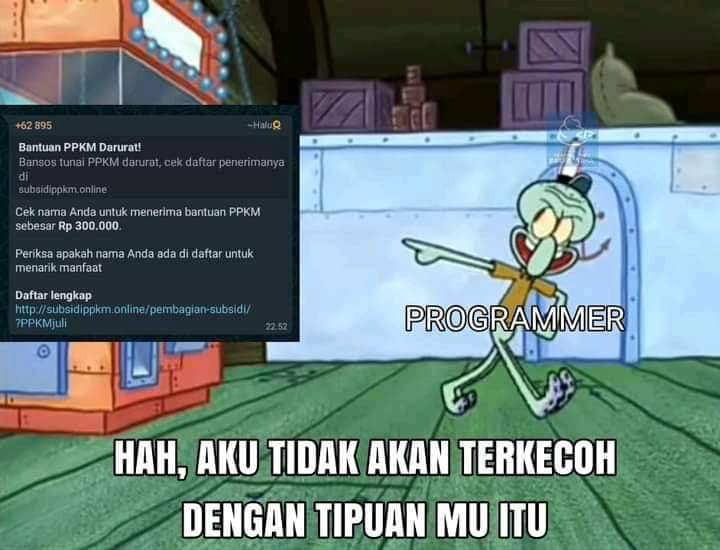 +62 895
~Halu
Bantuan PPKM Darurat!
Bansos tunai PPKM darurat, cek daftar penerimanya
di
subsidippkm.online
Cek nama Anda untuk menerima bantuan PPKM
sebesar Rp 300.000.
Periksa apakah nama Anda ada di daftar untuk
menarik manfaat
Daftar lengkap
http://subsidippkm.online/pembagian-subsidi/
?PPKMjuli
22.52
PROGRAMMER
HAH, AKU TIDAK AKAN TERKECOH
DENGAN TIPUAN MU ITU